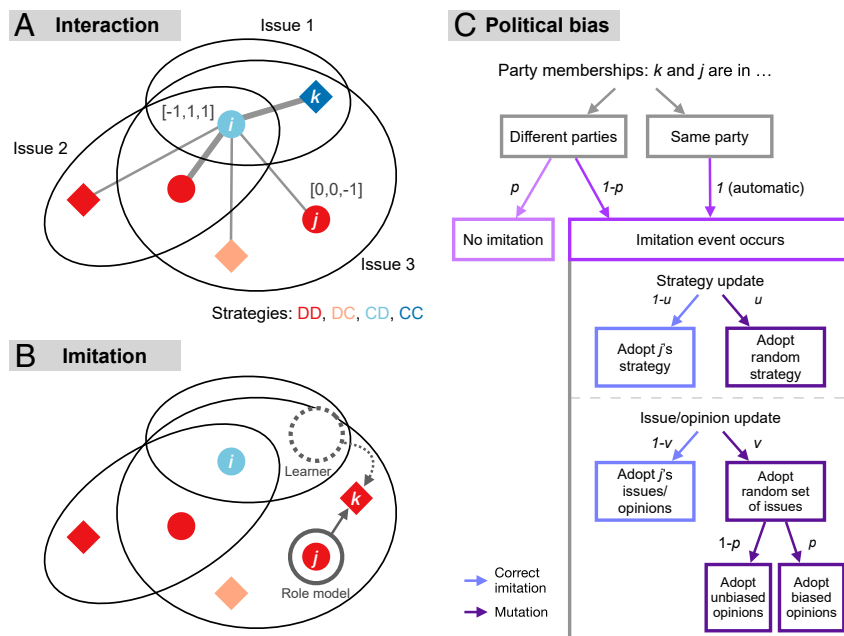 A Interaction
Issue 1
k
[-1,1,1]
i
Issue 2
[0,0,-1]
j
Issue 3
Strategies: DD, DC, CD, CC
B Imitation
Learner
i
k
j
Role model
C Political bias
Party memberships: k and j are in …
Different parties
Same party
p
1-p
1 (automatic)
No imitation
Imitation event occurs
Strategy update
1-u
u
Adopt j's
strategy
Adopt
random
strategy
Issue/opinion update
1-v
v
Adopt j's
issues/
opinions
Adopt
random set
of issues
1-p
p
Adopt
unbiased
opinions
Adopt
biased
opinions
Correct
imitation
Mutation